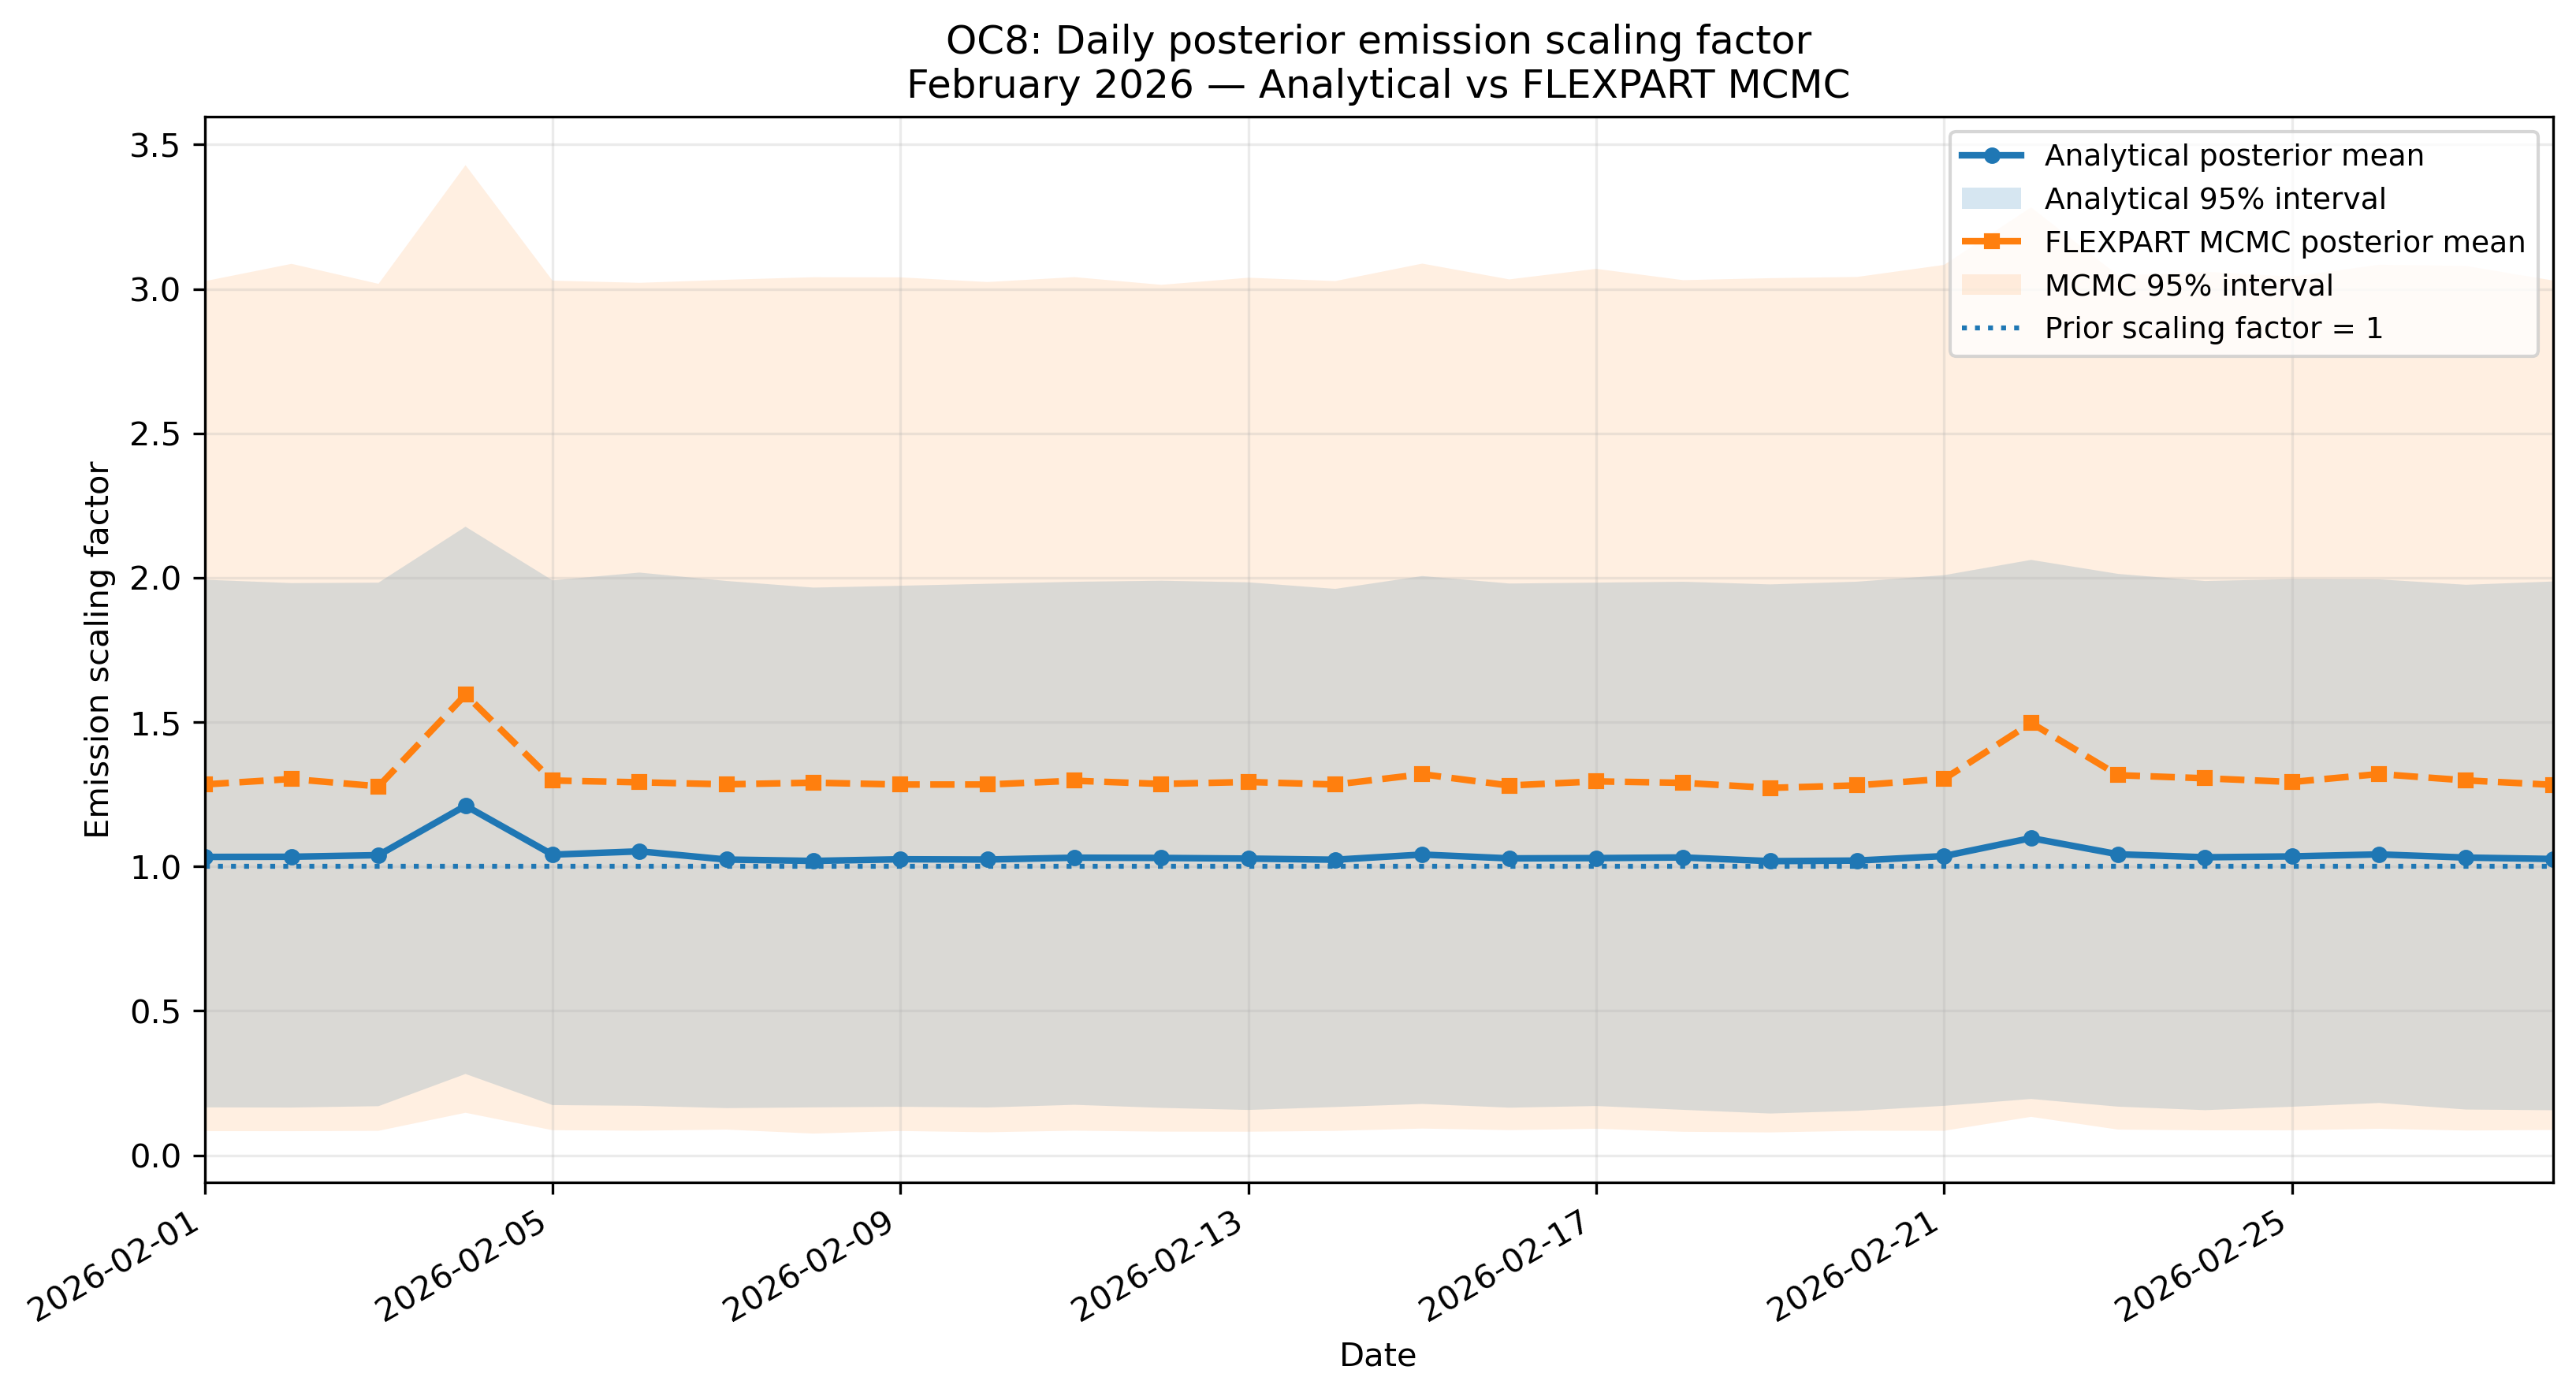 OC8: Daily posterior emission scaling factor
February 2026 — Analytical vs FLEXPART MCMC
Emission scaling factor
3.5
3.0
2.5
2.0
1.5
1.0
0.5
0.0
Analytical posterior mean
Analytical 95% interval
FLEXPART MCMC posterior mean
MCMC 95% interval
Prior scaling factor = 1
2026-02-01
2026-02-05
2026-02-09
2026-02-13
2026-02-17
2026-02-21
2026-02-25
Date